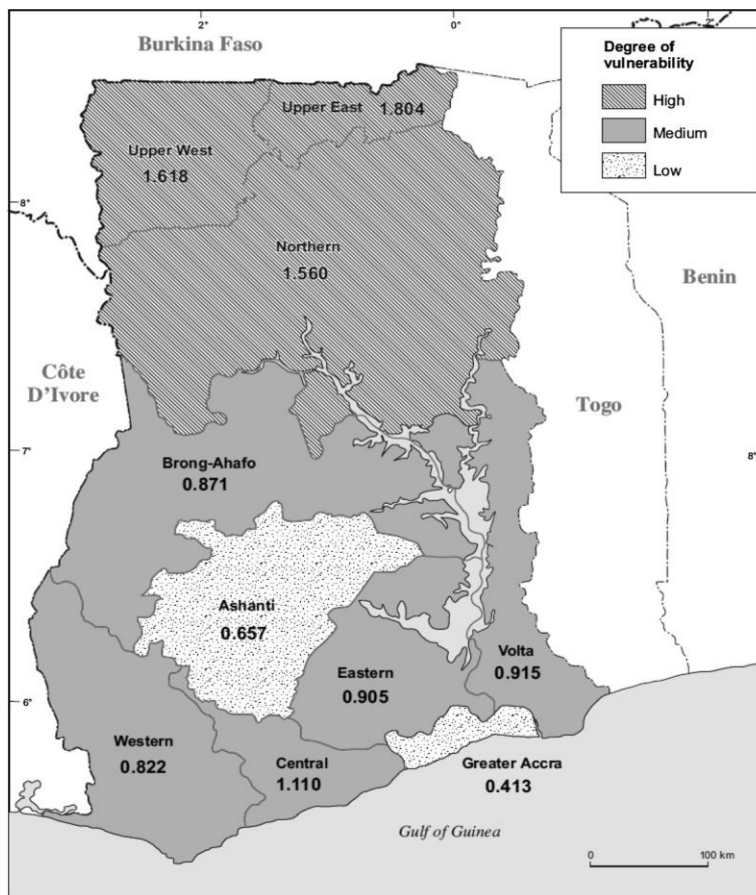 2°
0°
2°
Burkina Faso
Degree of
vulnerability
High
Medium
Low
Upper East 1.804
Upper West
1.618
8°
Northern
1.560
Benin
Côte
D'Ivore
Togo
7°
8°
Brong-Ahafo
0.871
Ashanti
0.657
Volta
0.915
Eastern
0.905
6°
Western
0.822
Central
1.110
Greater Accra
0.413
Gulf of Guinea
0
100 km